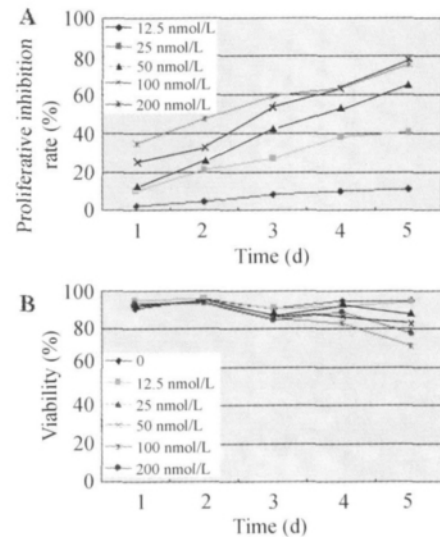 A
Proliferative inhibition
rate (%)
100
80
60
40
20
0
12.5 nmol/L
25 nmol/L
50 nmol/L
100 nmol/L
200 nmol/L
1 2 3 4 5
Time (d)
B
Viability (%)
100
80
60
40
20
0
0
12.5 nmol/L
25 nmol/L
50 nmol/L
100 nmol/L
200 nmol/L
1 2 3 4 5
Time (d)